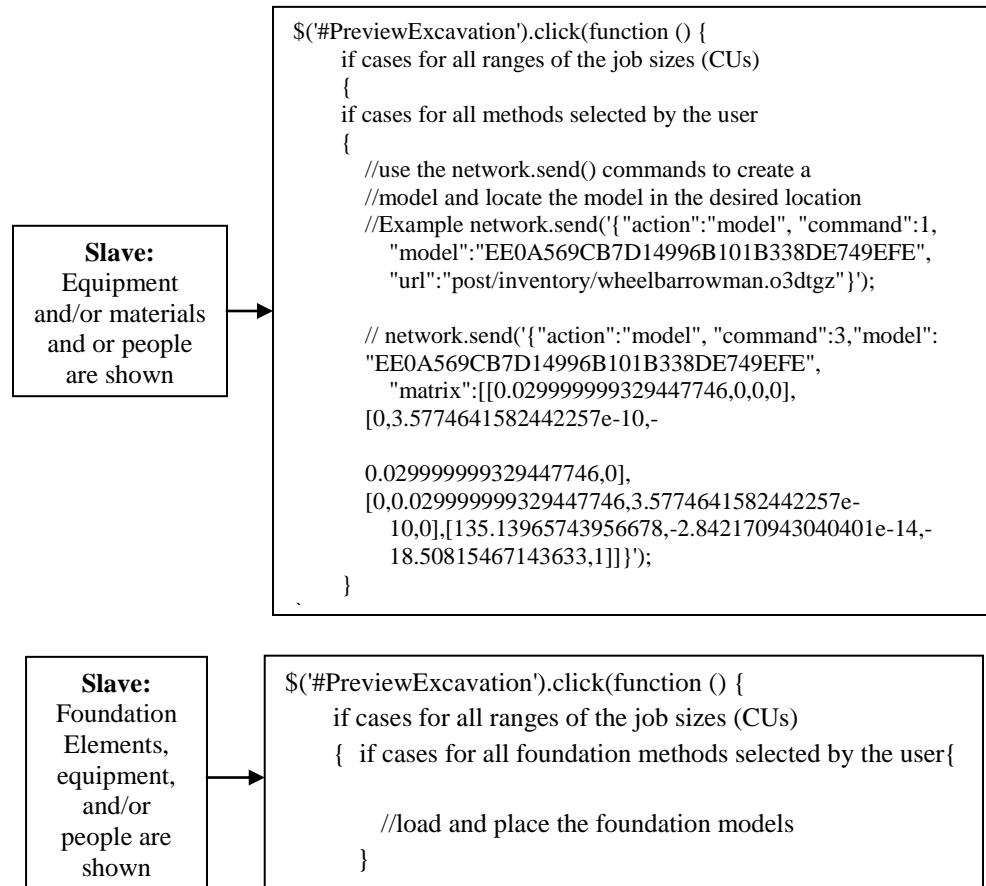 $('#PreviewExcavation').click(function () {
if cases for all ranges of the job sizes (CUs)
{
if cases for all methods selected by the user
{
//use the network.send() commands to create a
//model and locate the model in the desired location
//Example network.send('{"action":"model", "command":1,
"model":"EE0A569CB7D14996B101B338DE749EFE",
"url":"post/inventory/wheelbarrowman.o3dtgz"}');
// network.send('{"action":"model", "command":3,"model":
"EE0A569CB7D14996B101B338DE749EFE",
"matrix":[[0.029999999329447746,0,0,0],
[0,3.5774641582442257e-10,-
0.029999999329447746,0],
[0,0.029999999329447746,3.5774641582442257e-
10,0],[135.13965743956678,-2.842170943040401e-14,-
18.50815467143633,1]]}');
}
Slave:
Equipment
and/or materials
and or people
are shown
$('#PreviewExcavation').click(function () {
if cases for all ranges of the job sizes (CUs)
{ if cases for all foundation methods selected by the user{
//load and place the foundation models
}
Slave:
Foundation
Elements,
equipment,
and/or
people are
shown